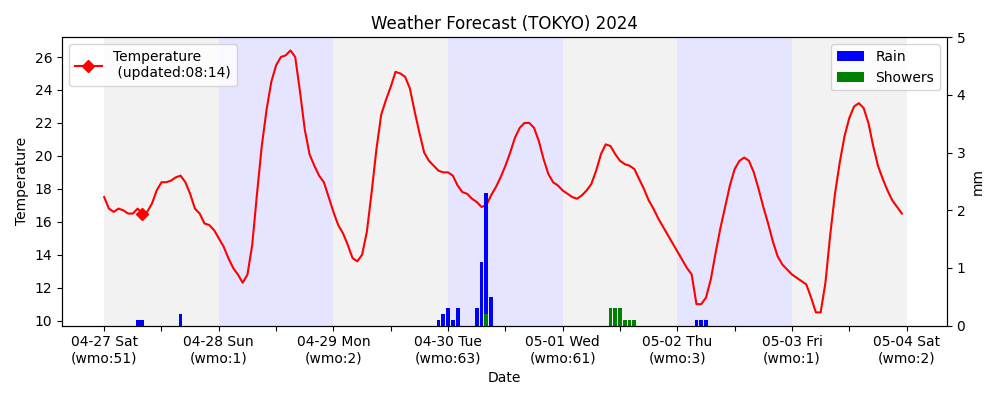 Weather Forecast (TOKYO) 2024
Temperature
(updated:08:14)
Rain
Showers
26
24
22
20
18
16
14
12
10
Temperature
5
4
3
2
1
0
mm
04-27 Sat
(wmo:51)
04-28 Sun
(wmo:1)
04-29 Mon
(wmo:2)
04-30 Tue
(wmo:63)
05-01 Wed
(wmo:61)
05-02 Thu
(wmo:3)
05-03 Fri
(wmo:1)
05-04 Sat
(wmo:2)
Date